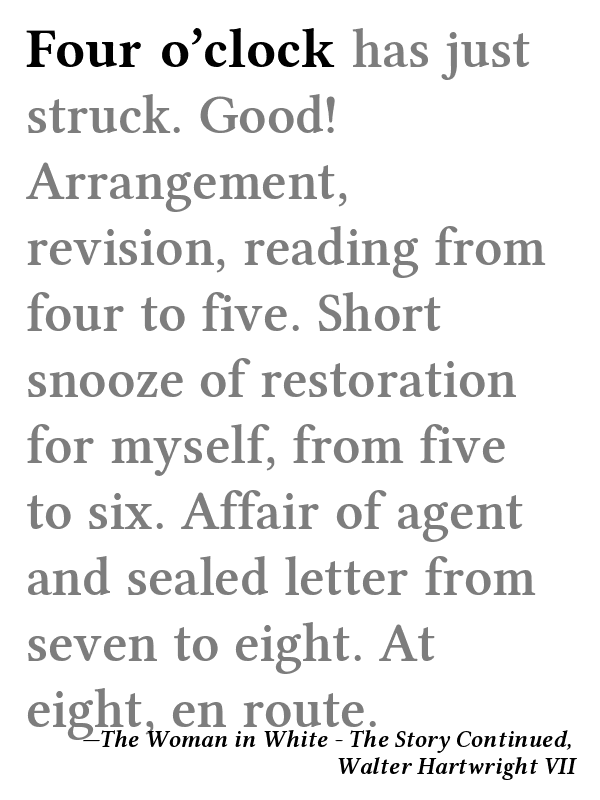 Four o’clock has just
struck. Good!
Arrangement,
revision, reading from
four to five. Short
snooze of restoration
for myself, from five
to six. Affair of agent
and sealed letter from
seven to eight. At
eight, en route.
—The Woman in White - The Story Continued,
Walter Hartwright VII